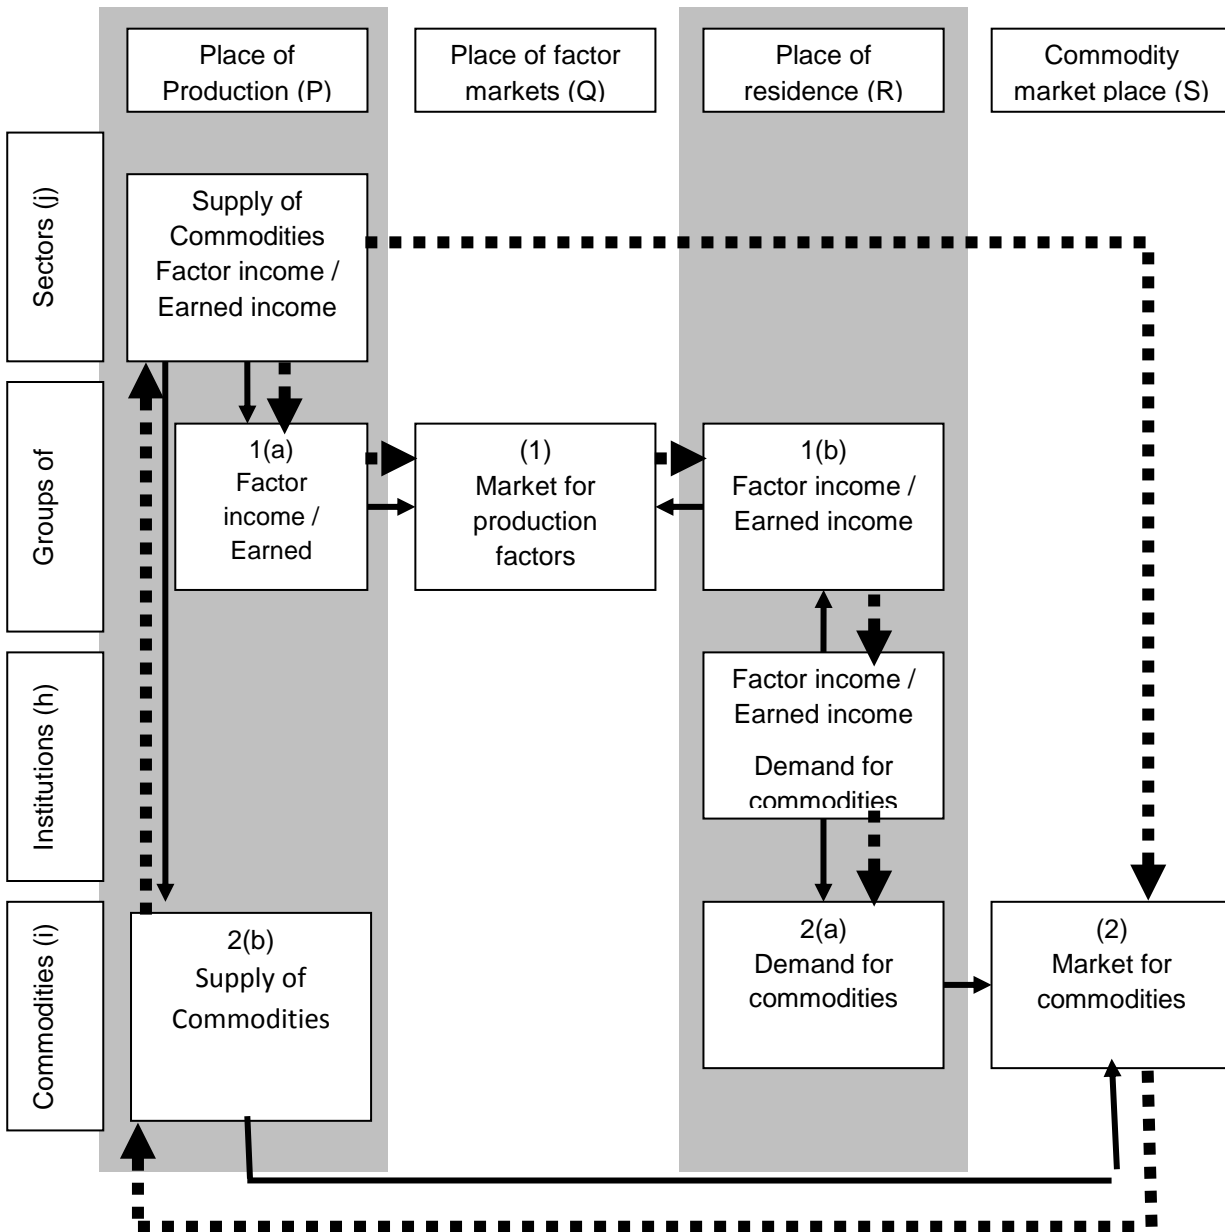 Place of
Production (P)
Place of factor
markets (Q)
Place of
residence (R)
Commodity
market place (S)
Sectors (j)
Supply of
Commodities
Factor income /
Earned income
Groups of
1(a)
Factor
income /
Earned
(1)
Market for
production
factors
1(b)
Factor income /
Earned income
Institutions (h)
Factor income /
Earned income
Demand for
commodities
Commodities (i)
2(b)
Supply of
Commodities
2(a)
Demand for
commodities
(2)
Market for
commodities